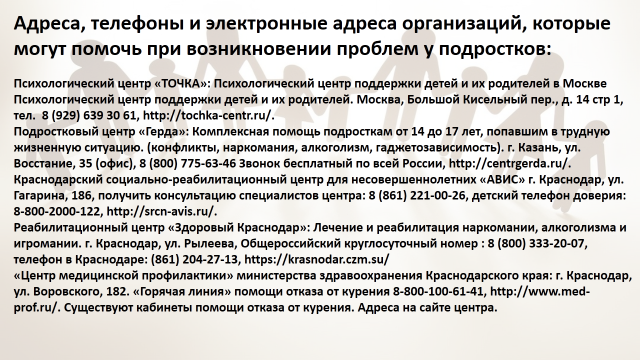 Адреса, телефоны и электронные адреса организаций, которые
могут помочь при возникновении проблем у подростков:
Психологический центр «ТОЧКА»: Психологический центр поддержки детей и их родителей в Москве
Психологический центр поддержки детей и их родителей. Москва, Большой Кисельный пер., д. 14 стр 1,
тел. 8 (929) 639 30 61, http://tochka-centr.ru/.
Подростковый центр «Герда»: Комплексная помощь подросткам от 14 до 17 лет, попавшим в трудную
жизненную ситуацию. (конфликты, наркомания, алкоголизм, гаджетозависимость). г. Казань, ул.
Восстание, 35 (офис), 8 (800) 775-63-46 Звонок бесплатный по всей России, http://centrgerda.ru/.
Краснодарский социально-реабилитационный центр для несовершеннолетних «АВИС» г. Краснодар, ул.
Гагарина, 186, получить консультацию специалистов центра: 8 (861) 221-00-26, детский телефон доверия:
8-800-2000-122, http://srcn-avis.ru/.
Реабилитационный центр «Здоровый Краснодар»: Лечение и реабилитация наркомании, алкоголизма и
игромании. г. Краснодар, ул. Рылеева, Общероссийский круглосуточный номер : 8 (800) 333-20-07,
телефон в Краснодаре: (861) 204-27-13, https://krasnodar.czm.su/
«Центр медицинской профилактики» министерства здравоохранения Краснодарского края: г. Краснодар,
ул. Воровского, 182. «Горячая линия» помощи отказа от курения 8-800-100-61-41, http://www.med-
prof.ru/. Существуют кабинеты помощи отказа от курения. Адреса на сайте центра.